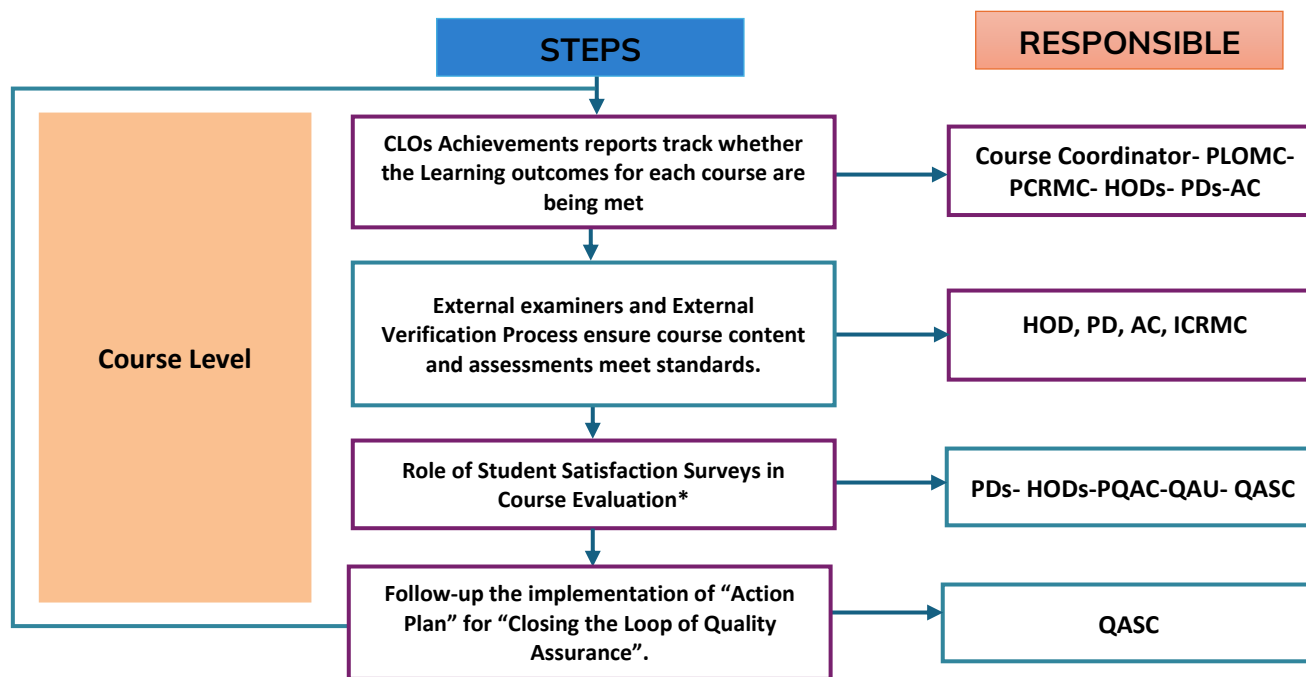 STEPS
RESPONSIBLE
Course Level
CLOs Achievements reports track whether
the Learning outcomes for each course are
being met
Course Coordinator- PLOMC-
PCRMC- HODs- PDs-AC
External examiners and External
Verification Process ensure course content
and assessments meet standards.
HOD, PD, AC, ICRMC
Role of Student Satisfaction Surveys in
Course Evaluation*
PDs- HODs-PQAC-QAU- QASC
Follow-up the implementation of “Action
Plan” for “Closing the Loop of Quality
Assurance”.
QASC